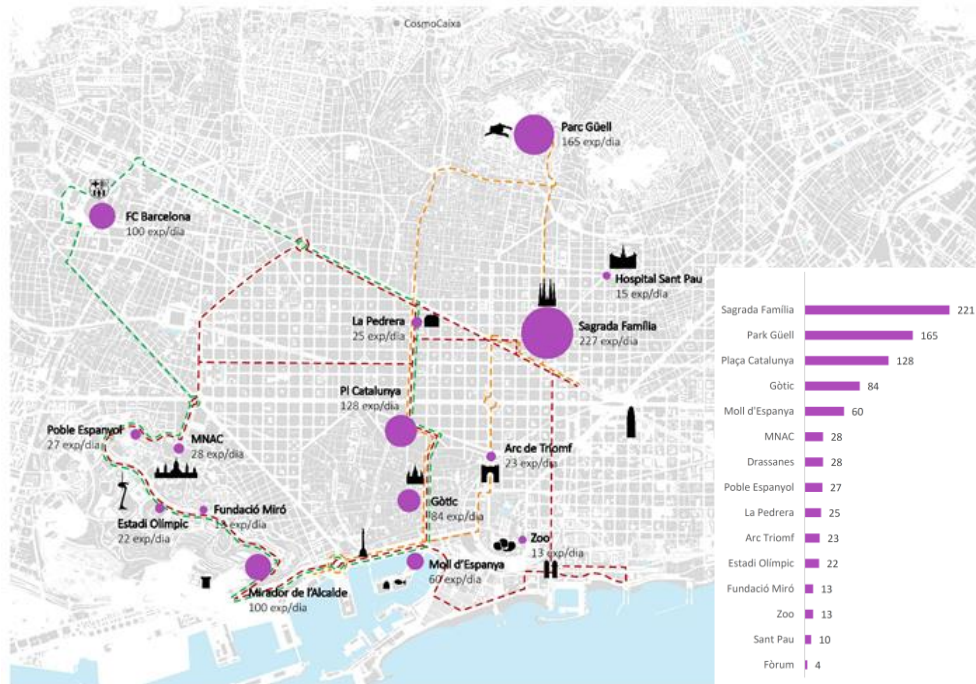 CosmoCaixa
Parc Güell
165 exp/dia
FC Barcelona
100 exp/dia
Hospital Sant Pau
15 exp/dia
La Pedrera
25 exp/dia
Sagrada Família
227 exp/dia
Pl Catalunya
128 exp/dia
Poble Espanyol
27 exp/dia
MNAC
28 exp/dia
Arc de Triomf
23 exp/dia
Estadi Olímpic
22 exp/dia
Fundació Miró
13 exp/dia
Gòtic
84 exp/dia
Zoo
13 exp/dia
Moll d'Espanya
60 exp/dia
Mirador de l'Alcalde
100 exp/dia
Sagrada Família 221
Park Güell 165
Plaça Catalunya 128
Gòtic 84
Moll d'Espanya 60
MNAC 28
Drassanes 28
Poble Espanyol 27
La Pedrera 25
Arc Triomf 23
Estadi Olímpic 22
Fundació Miró 13
Zoo 13
Sant Pau 10
Fòrum 4